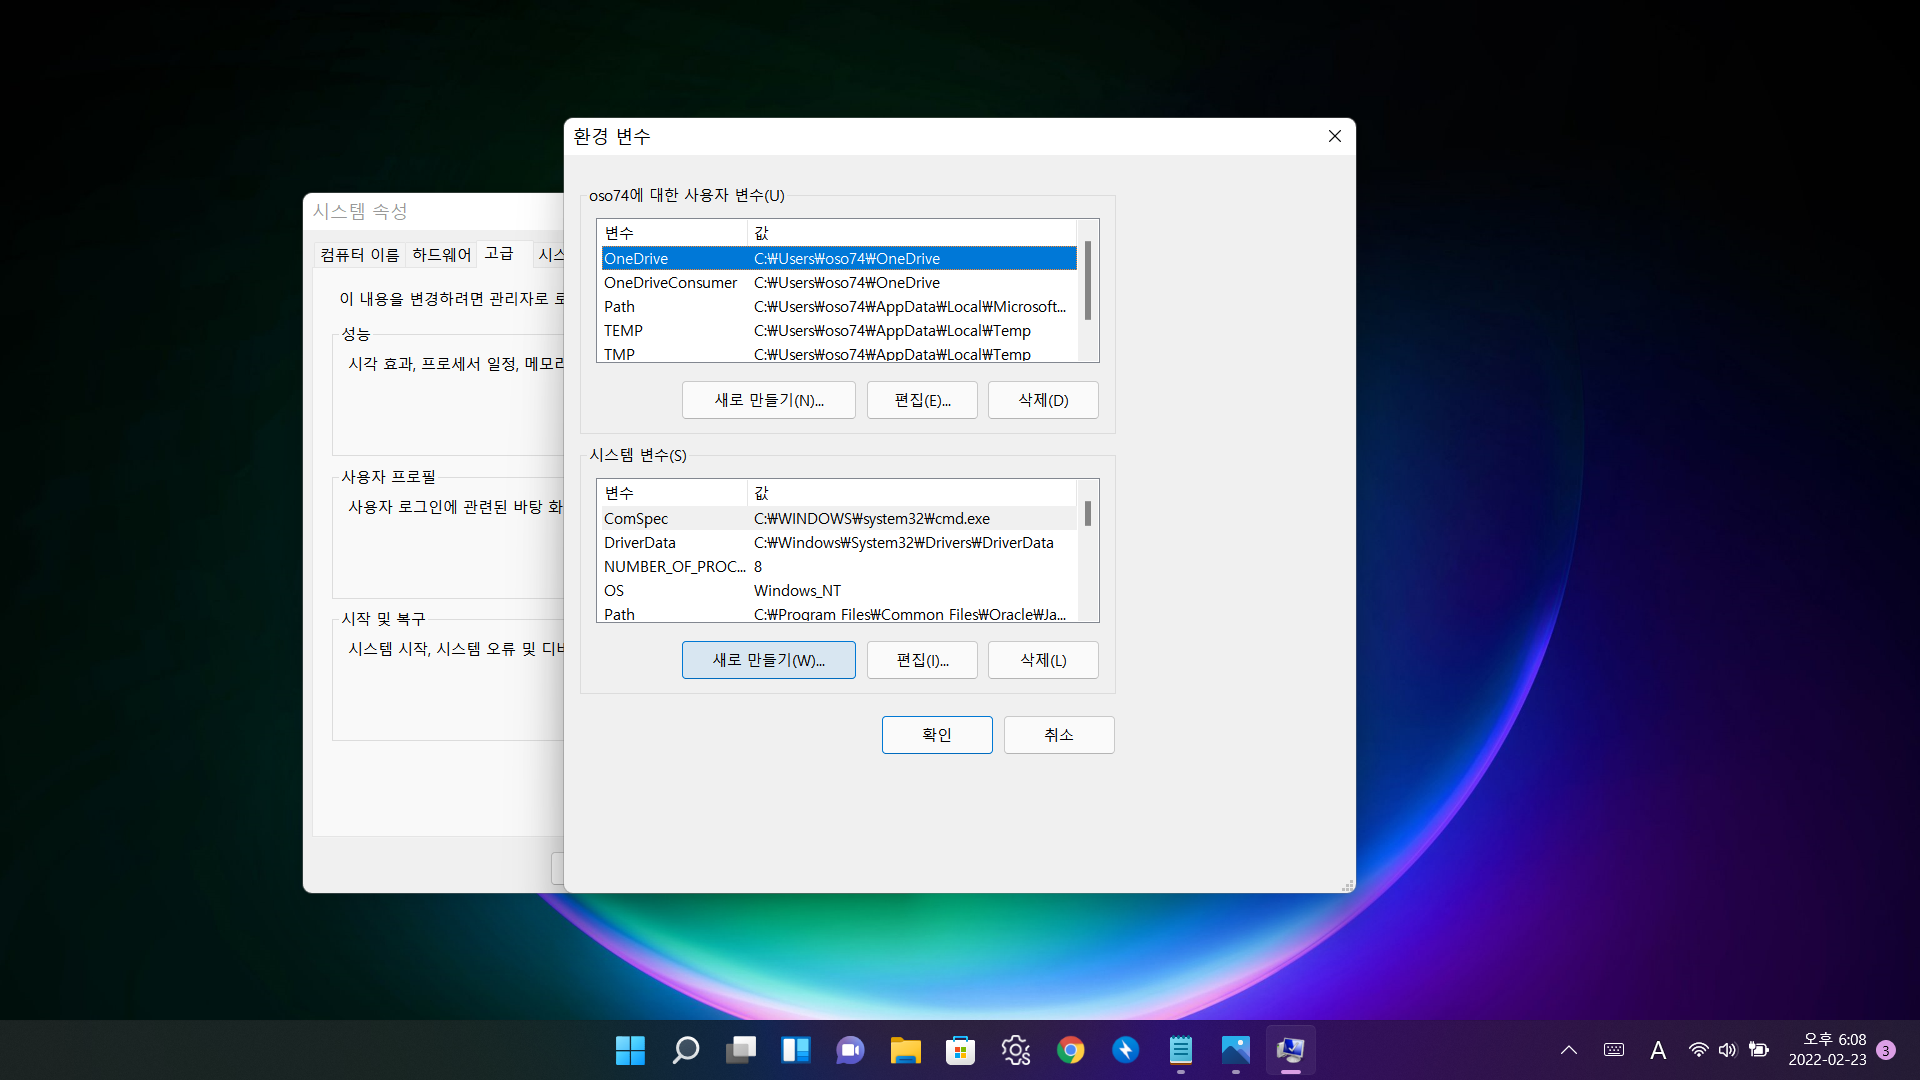 환경 변수
oso74에 대한 사용자 변수(U)
변수 값
OneDrive C:₩Users₩oso74₩OneDrive
OneDriveConsumer C:₩Users₩oso74₩OneDrive
Path C:₩Users₩oso74₩AppData₩Local₩Microsoft...
TEMP C:₩Users₩oso74₩AppData₩Local₩Temp
TMP C:₩Users₩oso74₩AppData₩Local₩Temp
새로 만들기(N)... 편집(E)... 삭제(D)
시스템 변수(S)
변수 값
ComSpec C:₩WINDOWS₩system32₩cmd.exe
DriverData C:₩Windows₩System32₩Drivers₩DriverData
NUMBER_OF_PROC... 8
OS Windows_NT
Path C:₩Program Files₩Common Files₩Oracle₩Ja...
새로 만들기(W)... 편집(I)... 삭제(L)
확인 취소
시스템 속성
컴퓨터 이름 하드웨어 고급 시스
이 내용을 변경하려면 관리자로 로
성능
시각 효과, 프로세서 일정, 메모리
사용자 프로필
사용자 로그인에 관련된 바탕 화
시작 및 복구
시스템 시작, 시스템 오류 및 디버
A
오후 6:08
2022-02-23
3